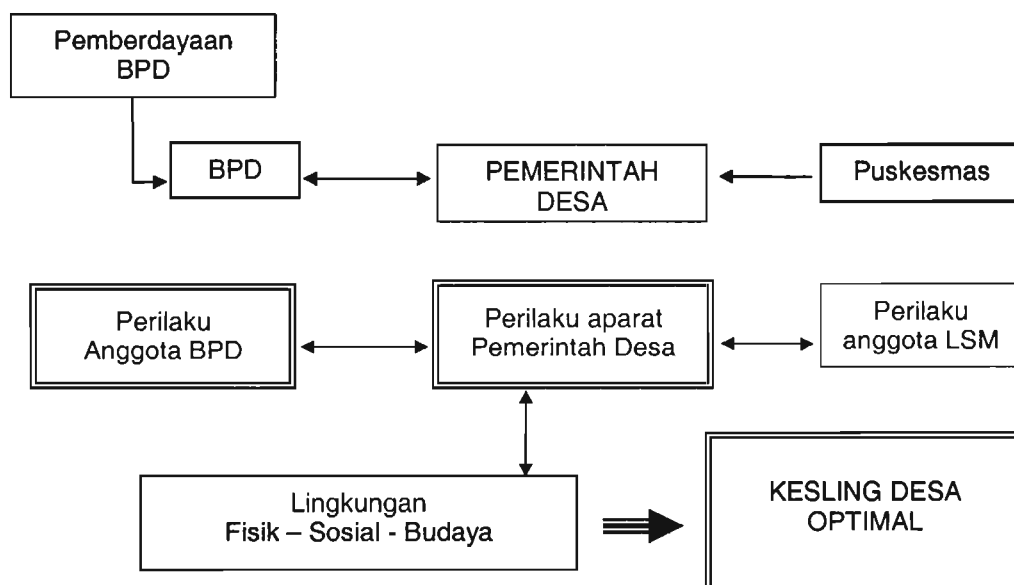 Pemberdayaan
BPD
BPD
PEMERINTAH
DESA
Puskesmas
Perilaku
Anggota BPD
Perilaku aparat
Pemerintah Desa
Perilaku
anggota LSM
Lingkungan
Fisik – Sosial - Budaya
KESLING DESA
OPTIMAL